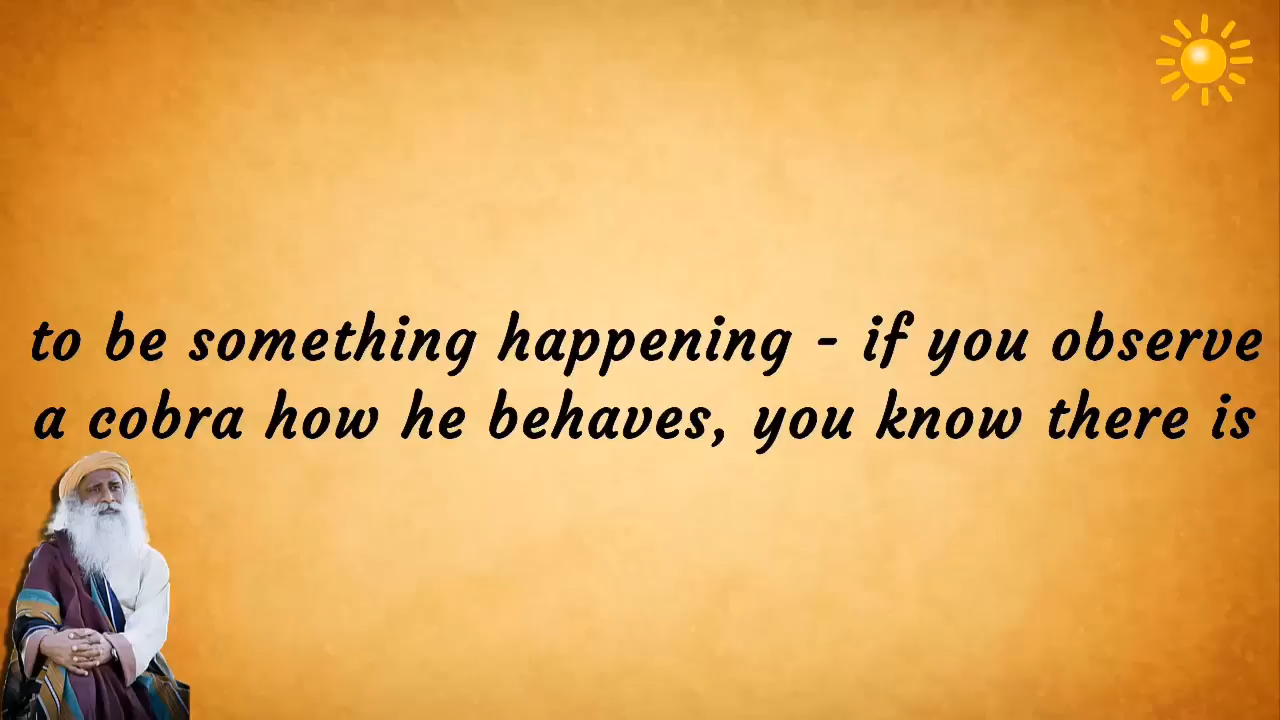 to be something happening - if you observe
a cobra how he behaves, you know there is